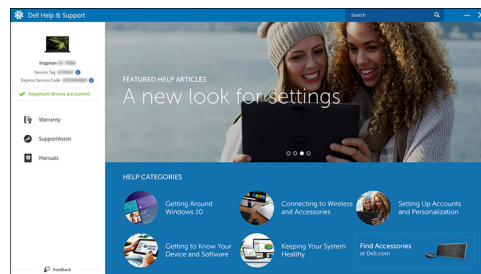 Dell Help & Support
Search
Inspiron
Service Tag
Express Service Code
Important drivers are current
Warranty
SupportAssist
Manuals
Feedback
FEATURED HELP ARTICLES
A new look for settings
HELP CATEGORIES
Getting Around
Windows 10
Connecting to Wireless
and Accessories
Setting Up Accounts
and Personalization
Getting to Know Your
Device and Software
Keeping Your System
Healthy
Find Accessories
at Dell.com